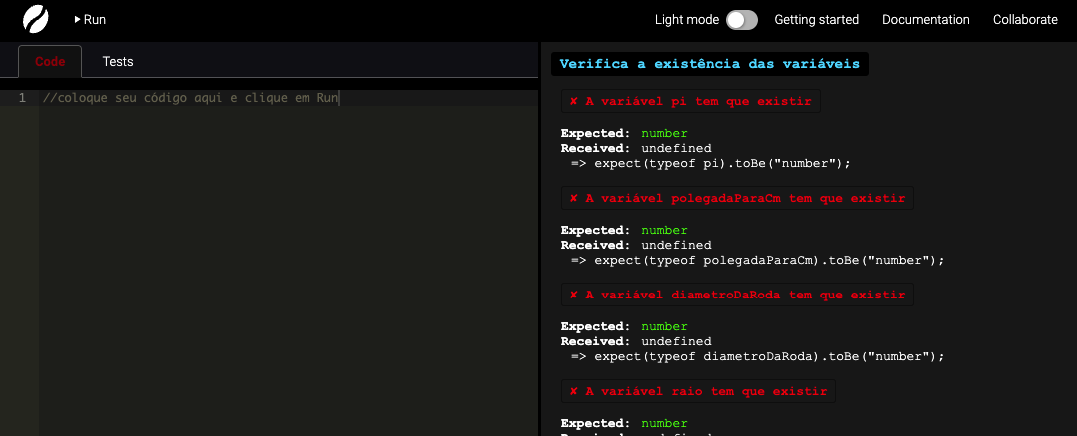 Run
Light mode
Getting started
Documentation
Collaborate
Code
Tests
1 //coloque seu código aqui e clique em Run
Verifica a existência das variáveis
✘ A variável pi tem que existir
Expected: number
Received: undefined
=> expect(typeof pi).toBe("number");
✘ A variável polegadaParaCm tem que existir
Expected: number
Received: undefined
=> expect(typeof polegadaParaCm).toBe("number");
✘ A variável diametroDaRoda tem que existir
Expected: number
Received: undefined
=> expect(typeof diametroDaRoda).toBe("number");
✘ A variável raio tem que existir
Expected: number